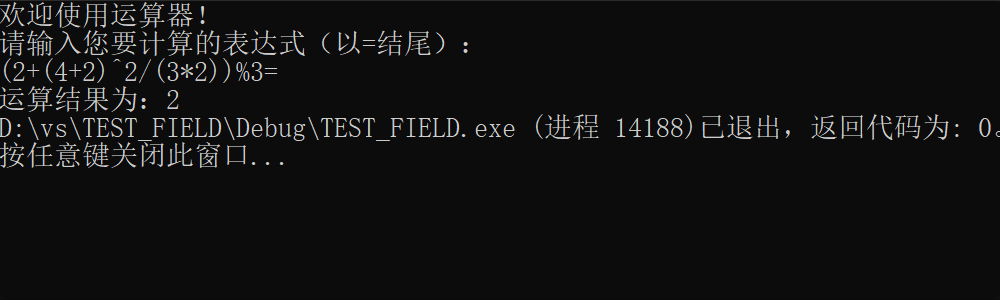 欢迎使用运算器!
请输入您要计算的表达式（以=结尾）：
(2+(4+2)^2/(3*2))%3=
运算结果为：2
D:\vs\TEST_FIELD\Debug\TEST_FIELD.exe (进程 14188)已退出，返回代码为: 0。
按任意键关闭此窗口...